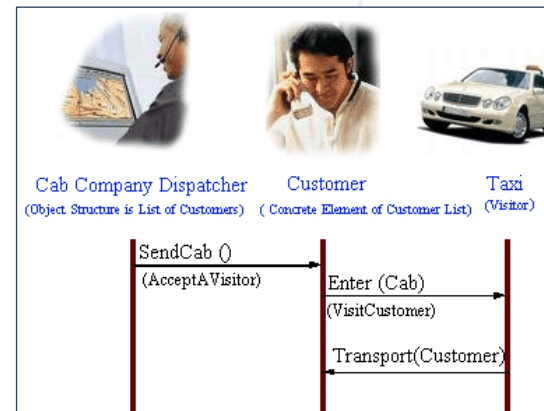 Cab Company Dispatcher
(Object Structure is List of Customers)
Customer
( Concrete Element of Customer List)
Taxi
(Visitor)
SendCab ()
(AcceptAVisitor)
Enter (Cab)
(VisitCustomer)
Transport(Customer)